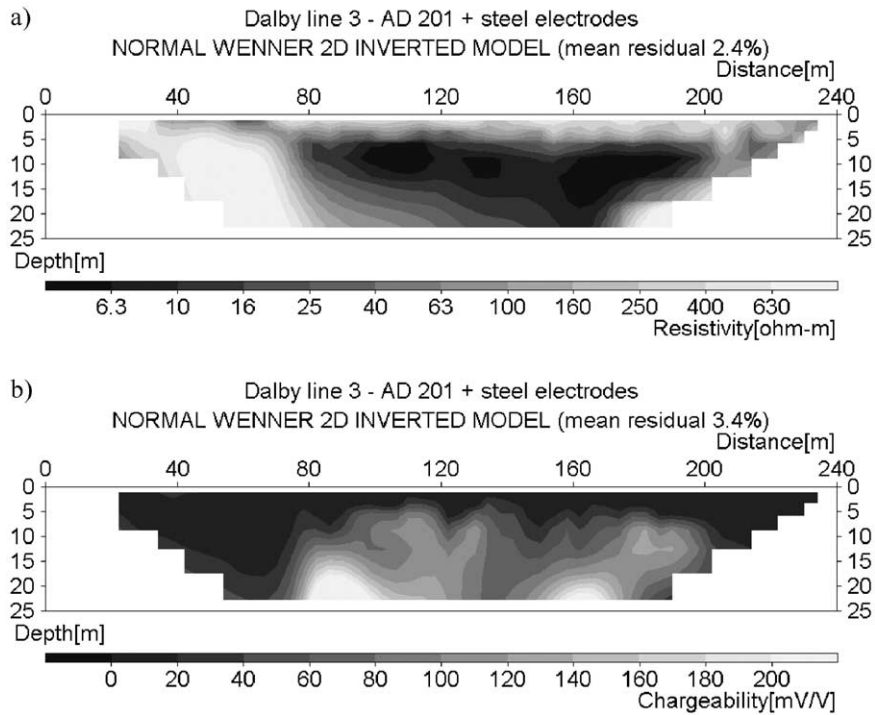 a)
Dalby line 3 - AD 201 + steel electrodes
NORMAL WENNER 2D INVERTED MODEL (mean residual 2.4%)
Distance[m]
0 40 80 120 160 200 240
0 0
5 5
10 10
15 15
20 20
25 25
Depth[m]
6.3 10 16 25 40 63 100 160 250 400 630
Resistivity[ohm-m]
b)
Dalby line 3 - AD 201 + steel electrodes
NORMAL WENNER 2D INVERTED MODEL (mean residual 3.4%)
Distance[m]
0 40 80 120 160 200 240
0 0
5 5
10 10
15 15
20 20
25 25
Depth[m]
0 20 40 60 80 100 120 140 160 180 200
Chargeability[mV/V]